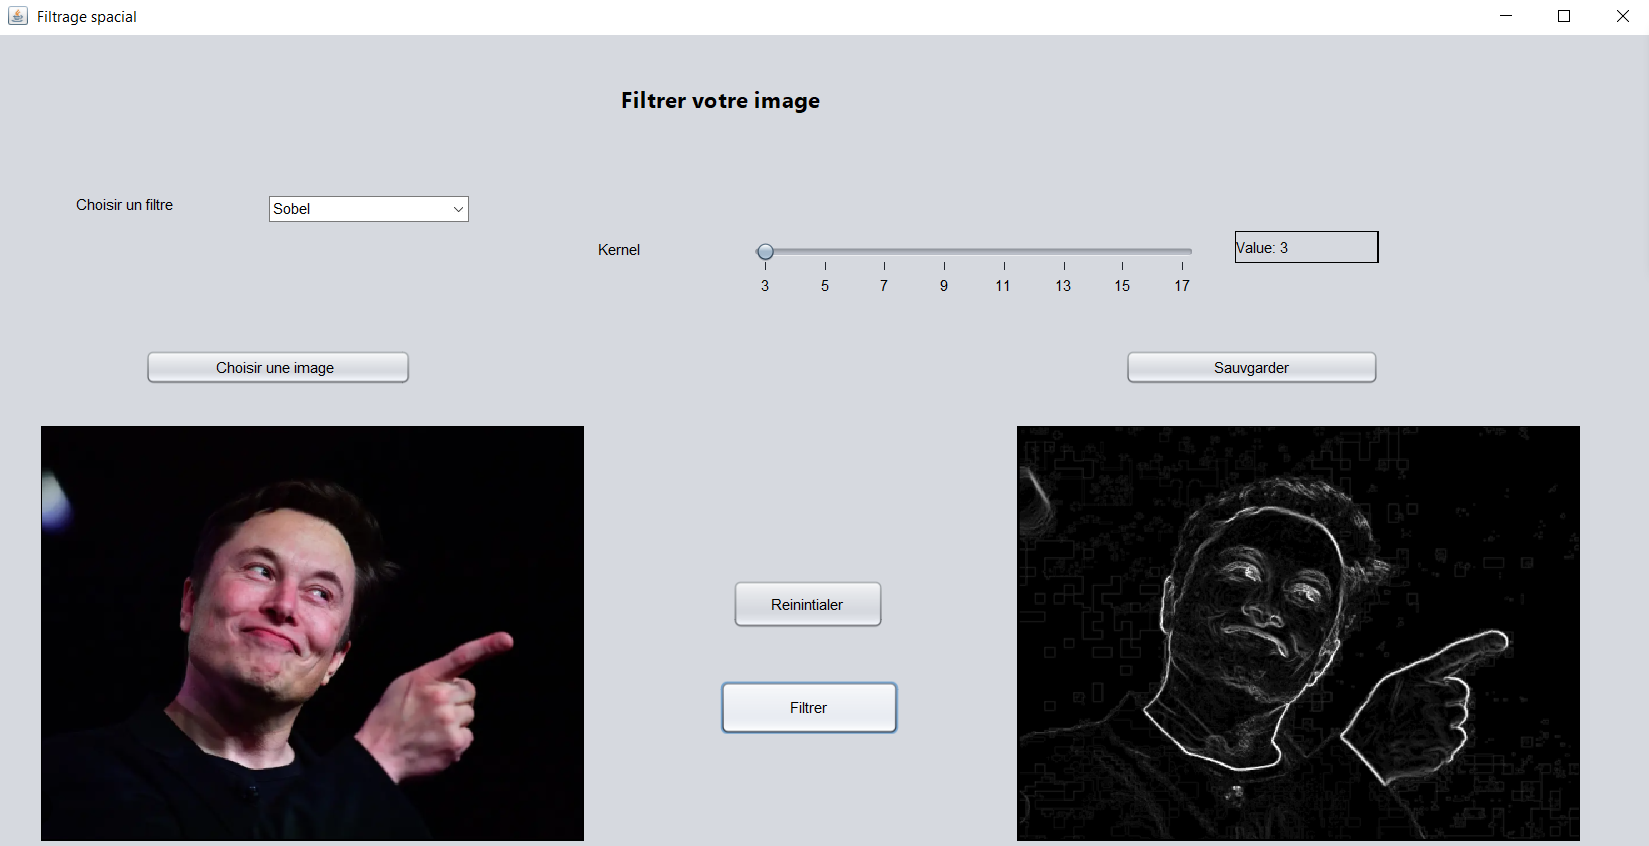 Filtrage spacial
Filtrer votre image
Choisir un filtre
Sobel
Kernel
Value: 3
3 5 7 9 11 13 15 17
Choisir une image
Sauvgarder
Reinintialer
Filtrer